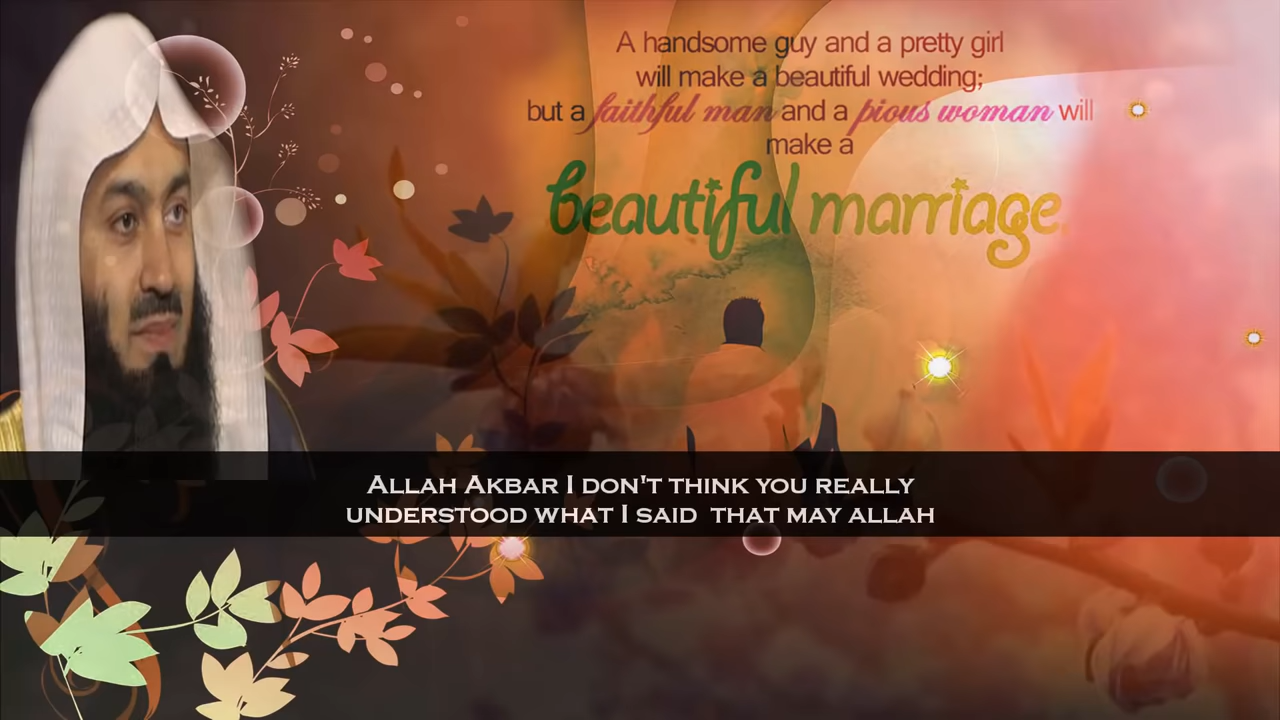 A handsome guy and a pretty girl
will make a beautiful wedding;
but a faithful man and a pious woman will
make a
beautiful marriage.
ALLAH AKBAR I DON'T THINK YOU REALLY
UNDERSTOOD WHAT I SAID THAT MAY ALLAH